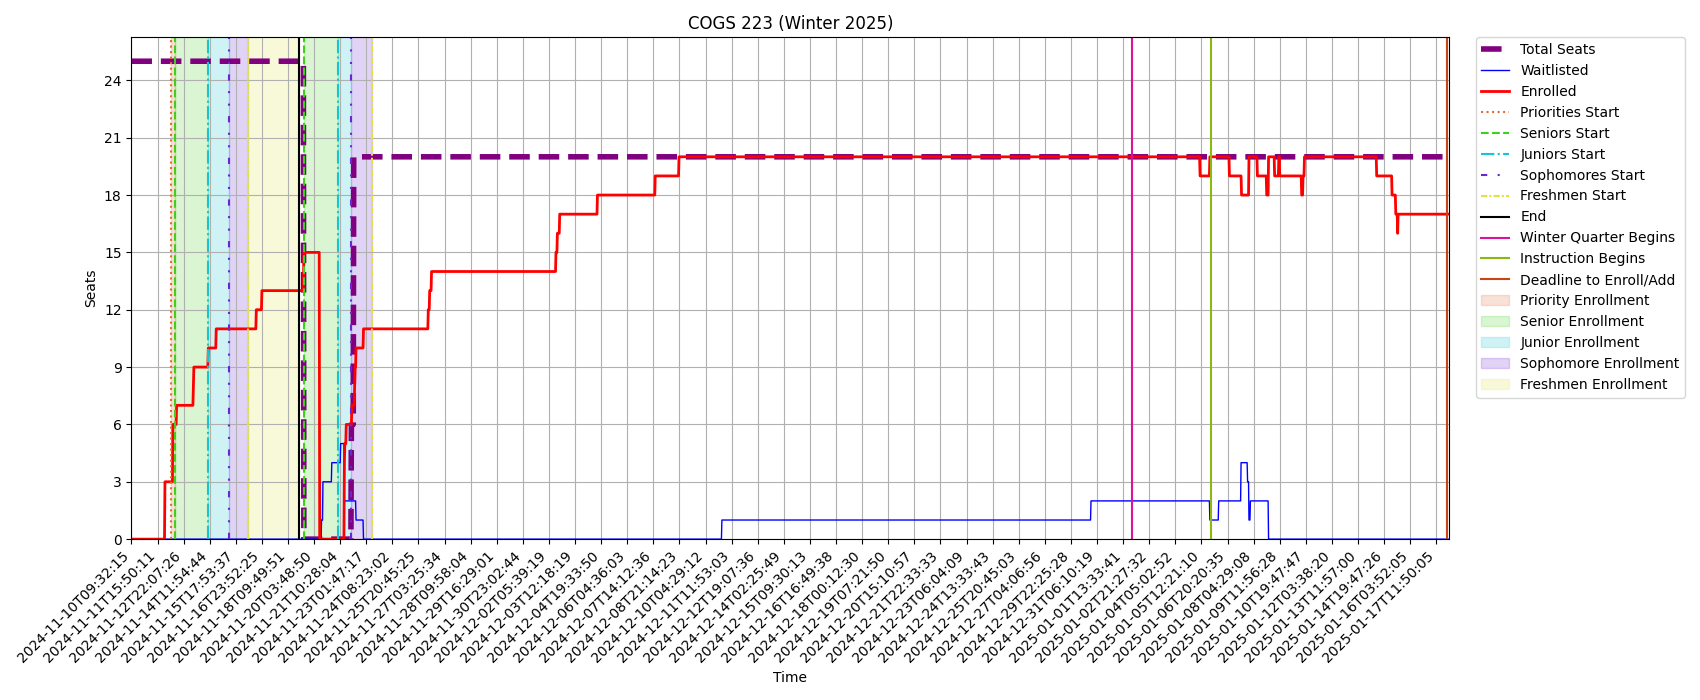 COGS 223 (Winter 2025)
Seats
24
21
18
15
12
9
6
3
0
2024-11-10T09:32:15
2024-11-11T15:50:11
2024-11-12T22:07:26
2024-11-14T11:54:44
2024-11-15T17:53:37
2024-11-16T23:52:25
2024-11-18T09:49:51
2024-11-20T03:48:50
2024-11-21T10:28:04
2024-11-23T01:47:17
2024-11-24T08:23:02
2024-11-25T20:45:25
2024-11-28T03:25:34
2024-11-28T09:58:04
2024-11-29T16:29:01
2024-11-30T23:02:44
2024-12-02T05:39:19
2024-12-03T12:18:19
2024-12-04T19:33:50
2024-12-06T04:36:03
2024-12-07T14:12:36
2024-12-08T21:14:23
2024-12-10T04:29:12
2024-12-11T11:53:03
2024-12-12T19:07:36
2024-12-14T02:25:49
2024-12-15T09:30:13
2024-12-16T16:49:38
2024-12-18T00:12:30
2024-12-19T07:21:50
2024-12-20T15:10:57
2024-12-21T22:33:33
2024-12-23T06:04:09
2024-12-24T13:33:43
2024-12-25T20:45:03
2024-12-27T04:06:56
2024-12-29T22:25:28
2024-12-31T06:10:19
2025-01-01T13:33:41
2025-01-02T21:27:32
2025-01-04T05:02:52
2025-01-05T12:21:10
2025-01-06T20:20:35
2025-01-08T04:29:08
2025-01-09T11:56:28
2025-01-10T19:47:47
2025-01-12T03:38:20
2025-01-13T11:57:00
2025-01-14T19:47:26
2025-01-16T03:52:05
2025-01-17T11:50:05
Time
Total Seats
Waitlisted
Enrolled
Priorities Start
Seniors Start
Juniors Start
Sophomores Start
Freshmen Start
End
Winter Quarter Begins
Instruction Begins
Deadline to Enroll/Add
Priority Enrollment
Senior Enrollment
Junior Enrollment
Sophomore Enrollment
Freshmen Enrollment